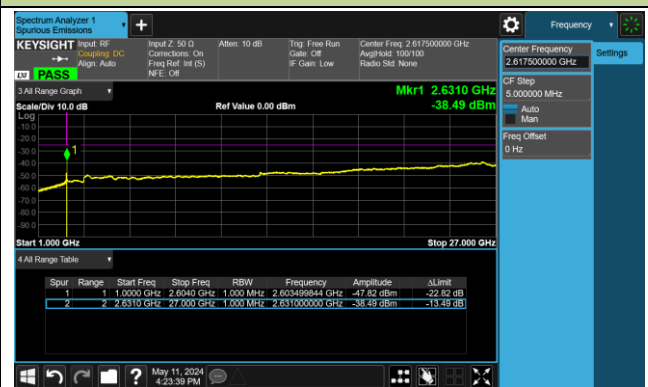 Spectrum Analyzer 1
Spurious Emissions
Frequency
KEYSIGHT
Input: RF
Coupling: DC
Align: Auto
Input Z: 50 Ω
Corrections: On
Freq Ref: Int (S)
NFE: Off
Atten: 10 dB
Trig: Free Run
Gate: Off
IF Gain: Low
Center Freq: 2.617500000 GHz
Avg|Hold: 100/100
Radio Std: None
LXI
PASS
3 All Range Graph
Mkr1 2.6310 GHz
-38.49 dBm
Scale/Div 10.0 dB
Ref Value 0.00 dBm
Log
-10.0
-20.0
-30.0
-40.0
-50.0
-60.0
-70.0
-80.0
-90.0
1
Start 1.000 GHz
Stop 27.000 GHz
4 All Range Table
Spur Range Start Freq Stop Freq RBW Frequency Amplitude ΔLimit
1 1 1.0000 GHz 2.6040 GHz 1.000 MHz 2.603499844 GHz -47.82 dBm -22.82 dB
2 2 2.6310 GHz 27.000 GHz 1.000 MHz 2.631000000 GHz -38.49 dBm -13.49 dB
May 11, 2024
4:23:39 PM
Center Frequency
2.617500000 GHz
Settings
CF Step
5.000000 MHz
Auto
Man
Freq Offset
0 Hz